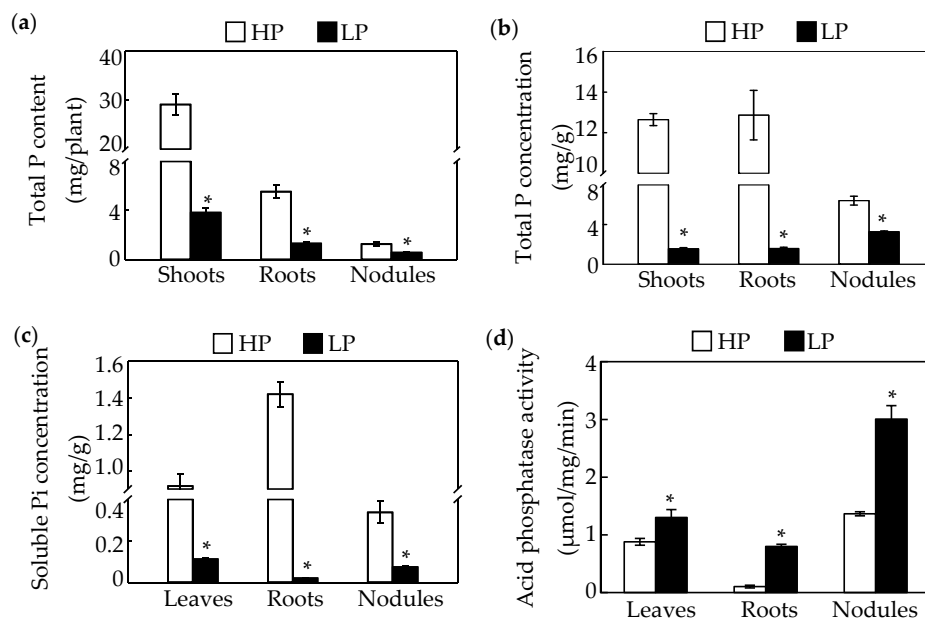 (a)
HP LP
Total P content
(mg/plant)
40
30
20
8
4
0
*
*
*
Shoots Roots Nodules
(b)
HP LP
Total P concentration
(mg/g)
16
14
12
10
8
4
0
*
*
*
Shoots Roots Nodules
(c)
HP LP
Soluble Pi concentration
(mg/g)
1.6
1.4
1.0
0.4
0.2
0
*
*
*
Leaves Roots Nodules
(d)
HP LP
Acid phosphatase activity
(μmol/mg/min)
4
3
2
1
0
*
*
*
Leaves Roots Nodules